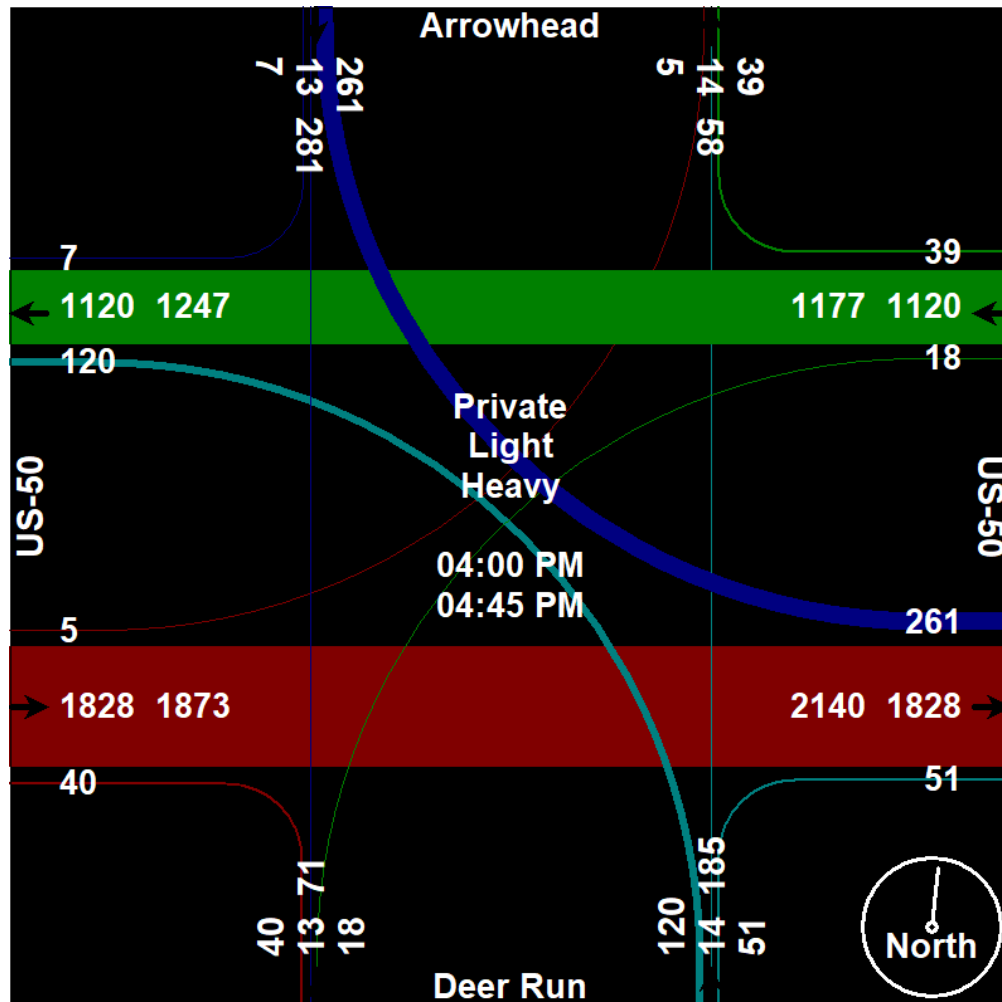 Arrowhead
7 13 261
281
5 14 39
58
7
39
1120 1247
1177 1120
120
18
Private
Light
Heavy
US-50
US-50
04:00 PM
04:45 PM
5
261
1828 1873
2140 1828
40
51
71
40 13 18
185
120 14 51
North
Deer Run